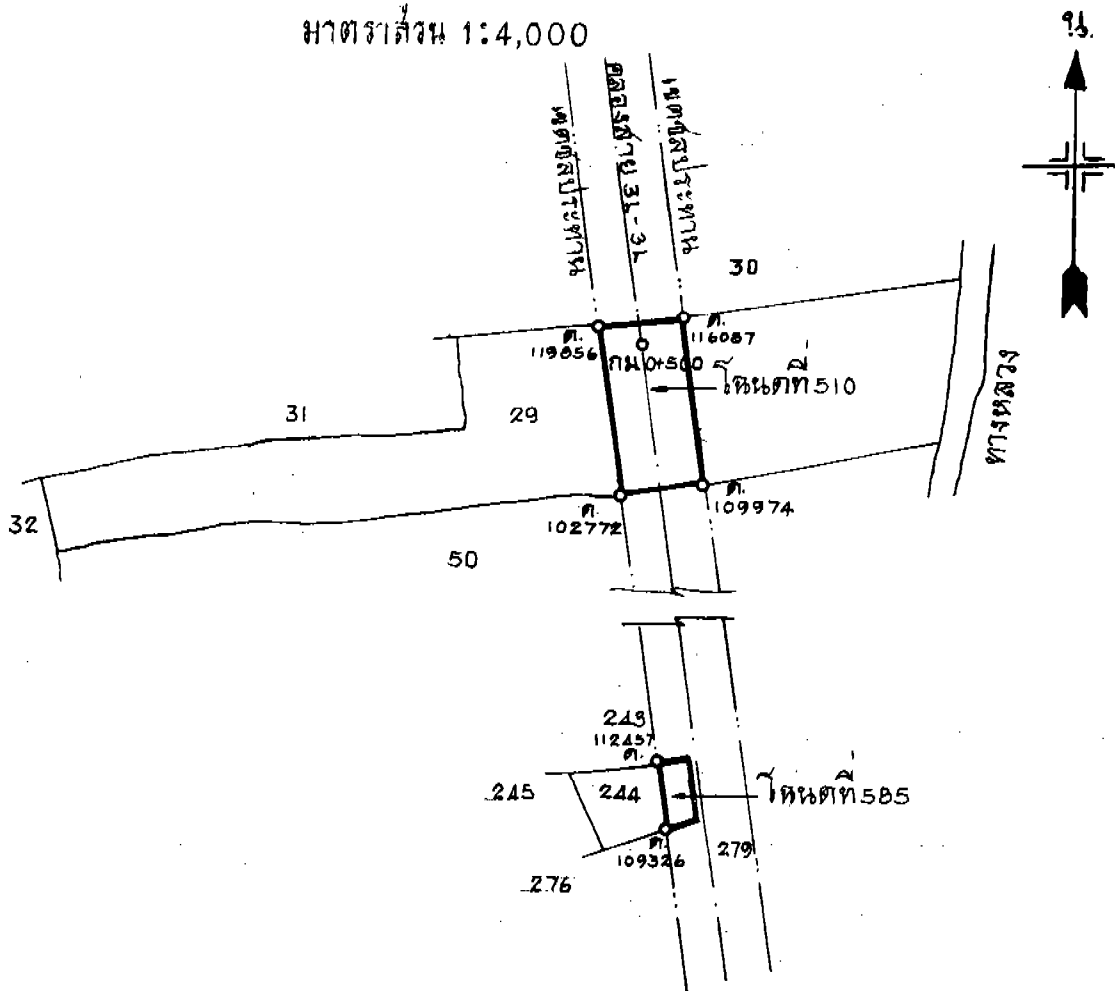 มาตราส่วน 1:4,000
น.
เขตชลประทาน
คลองสาย 3L-3L
เขตชลประทาน
30
ต.
119856
ต.
116087
กม 0+500
โฉนดที่ 510
31
29
ทางหลวง
32
ต.
102772
ต.
109974
50
243
112457
ต.
245
244
โฉนดที่ 585
ต.
109326
279
276